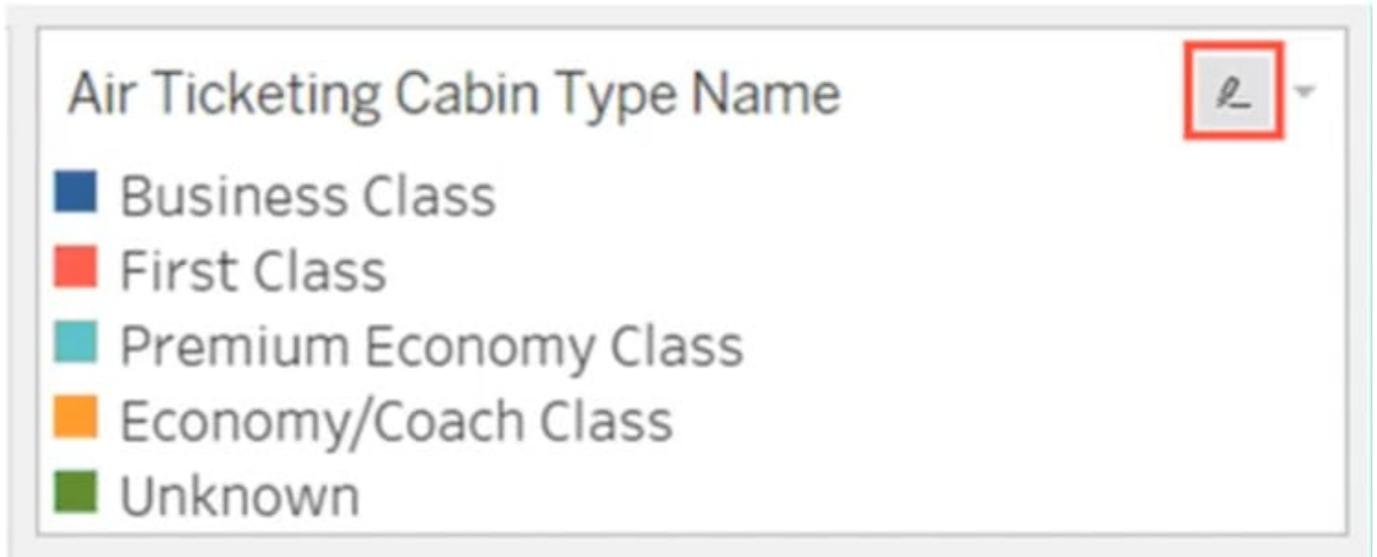 Air Ticketing Cabin Type Name
Business Class
First Class
Premium Economy Class
Economy/Coach Class
Unknown